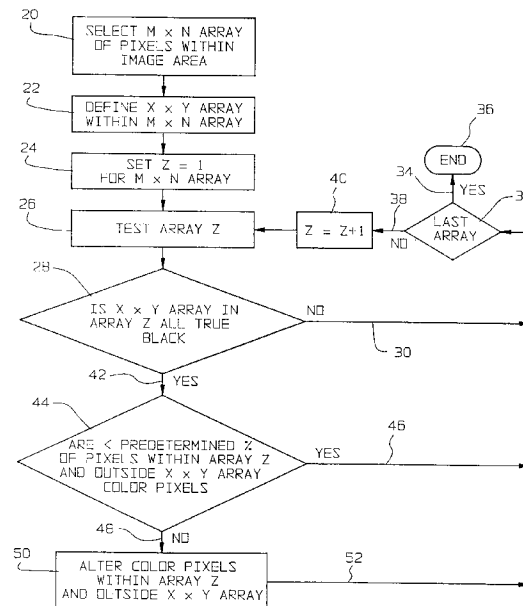 20
SELECT M x N ARRAY
OF PIXELS WITHIN
IMAGE AREA
22
DEFINE X x Y ARRAY
WITHIN M x N ARRAY
24
SET Z = 1
FOR M x N ARRAY
26
TEST ARRAY Z
40
Z = Z+1
36
END
34
YES
38
NO
LAST
ARRAY
28
IS X x Y ARRAY IN
ARRAY Z ALL TRUE
BLACK
NO
30
42
YES
44
ARE < PREDETERMINED %
OF PIXELS WITHIN ARRAY Z
AND OUTSIDE X x Y ARRAY
COLOR PIXELS
YES
46
48
NO
50
ALTER COLOR PIXELS
WITHIN ARRAY Z
AND OUTSIDE X x Y ARRAY
52